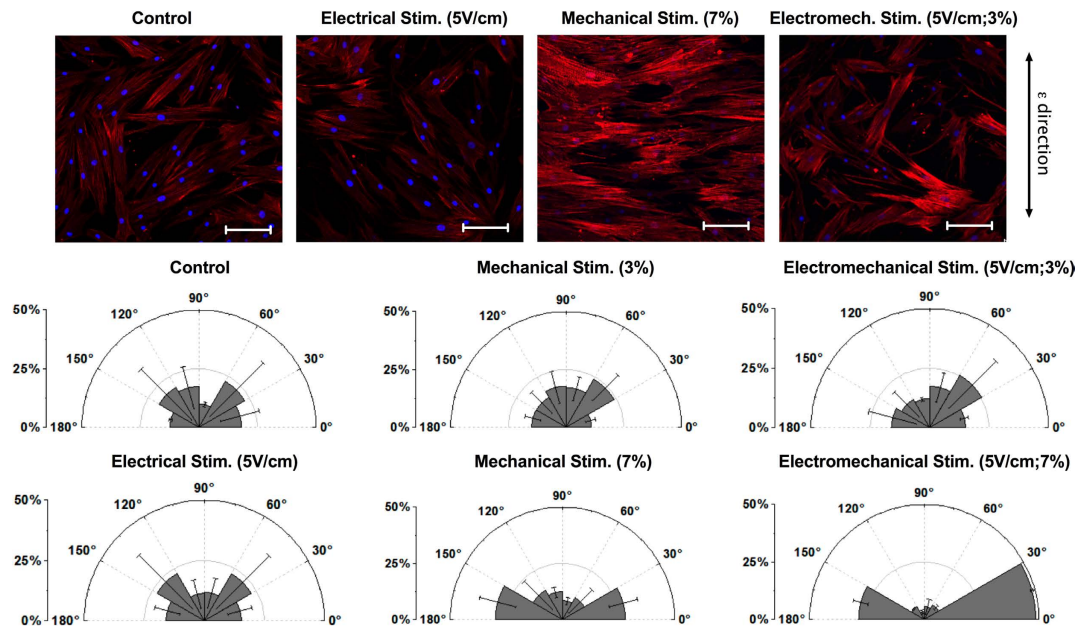 Control Electrical Stim. (5V/cm) Mechanical Stim. (7%) Electromech. Stim. (5V/cm;3%)
ε direction
Control Mechanical Stim. (3%) Electromechanical Stim. (5V/cm;3%)
50% 25% 0% 180° 150° 120° 90° 60° 30° 0°
50% 25% 0% 180° 150° 120° 90° 60° 30° 0°
50% 25% 0% 180° 150° 120° 90° 60° 30° 0°
Electrical Stim. (5V/cm) Mechanical Stim. (7%) Electromechanical Stim. (5V/cm;7%)
50% 25% 0% 180° 150° 120° 90° 60° 30° 0°
50% 25% 0% 180° 150° 120° 90° 60° 30° 0°
50% 25% 0% 180° 150° 120° 90° 60° 30° 0°